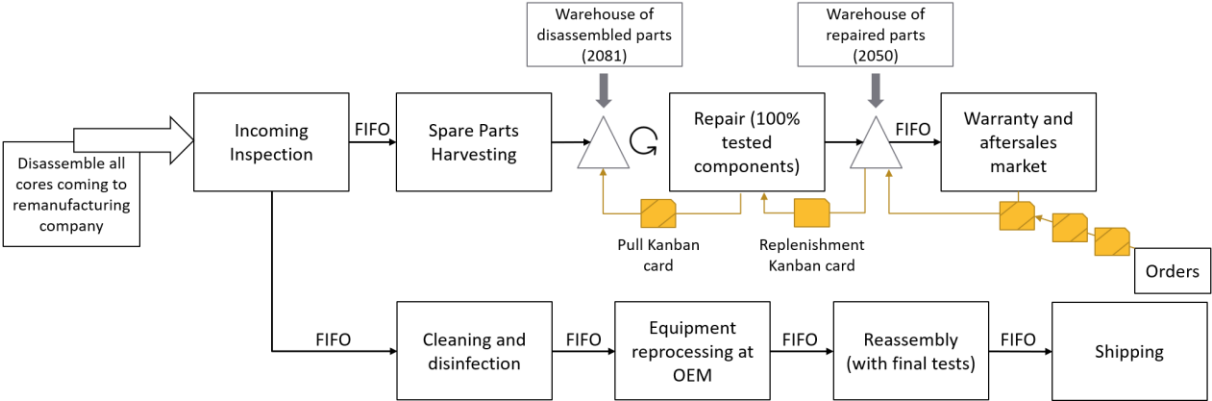 Warehouse of
disassembled parts
(2081)
Warehouse of
repaired parts
(2050)
Disassemble all
cores coming to
remanufacturing
company
Incoming
Inspection
FIFO
Spare Parts
Harvesting
Repair (100%
tested
components)
FIFO
Warranty and
aftersales
market
Pull Kanban
card
Replenishment
Kanban card
Orders
FIFO
Cleaning and
disinfection
FIFO
Equipment
reprocessing at
OEM
FIFO
Reassembly
(with final tests)
FIFO
Shipping